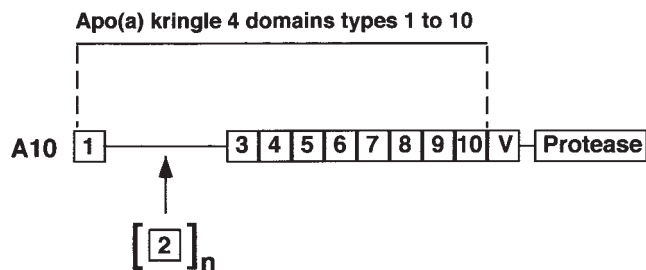 Apo(a) kringle 4 domains types 1 to 10
A10 1 3 4 5 6 7 8 9 10 V Protease
[2]n